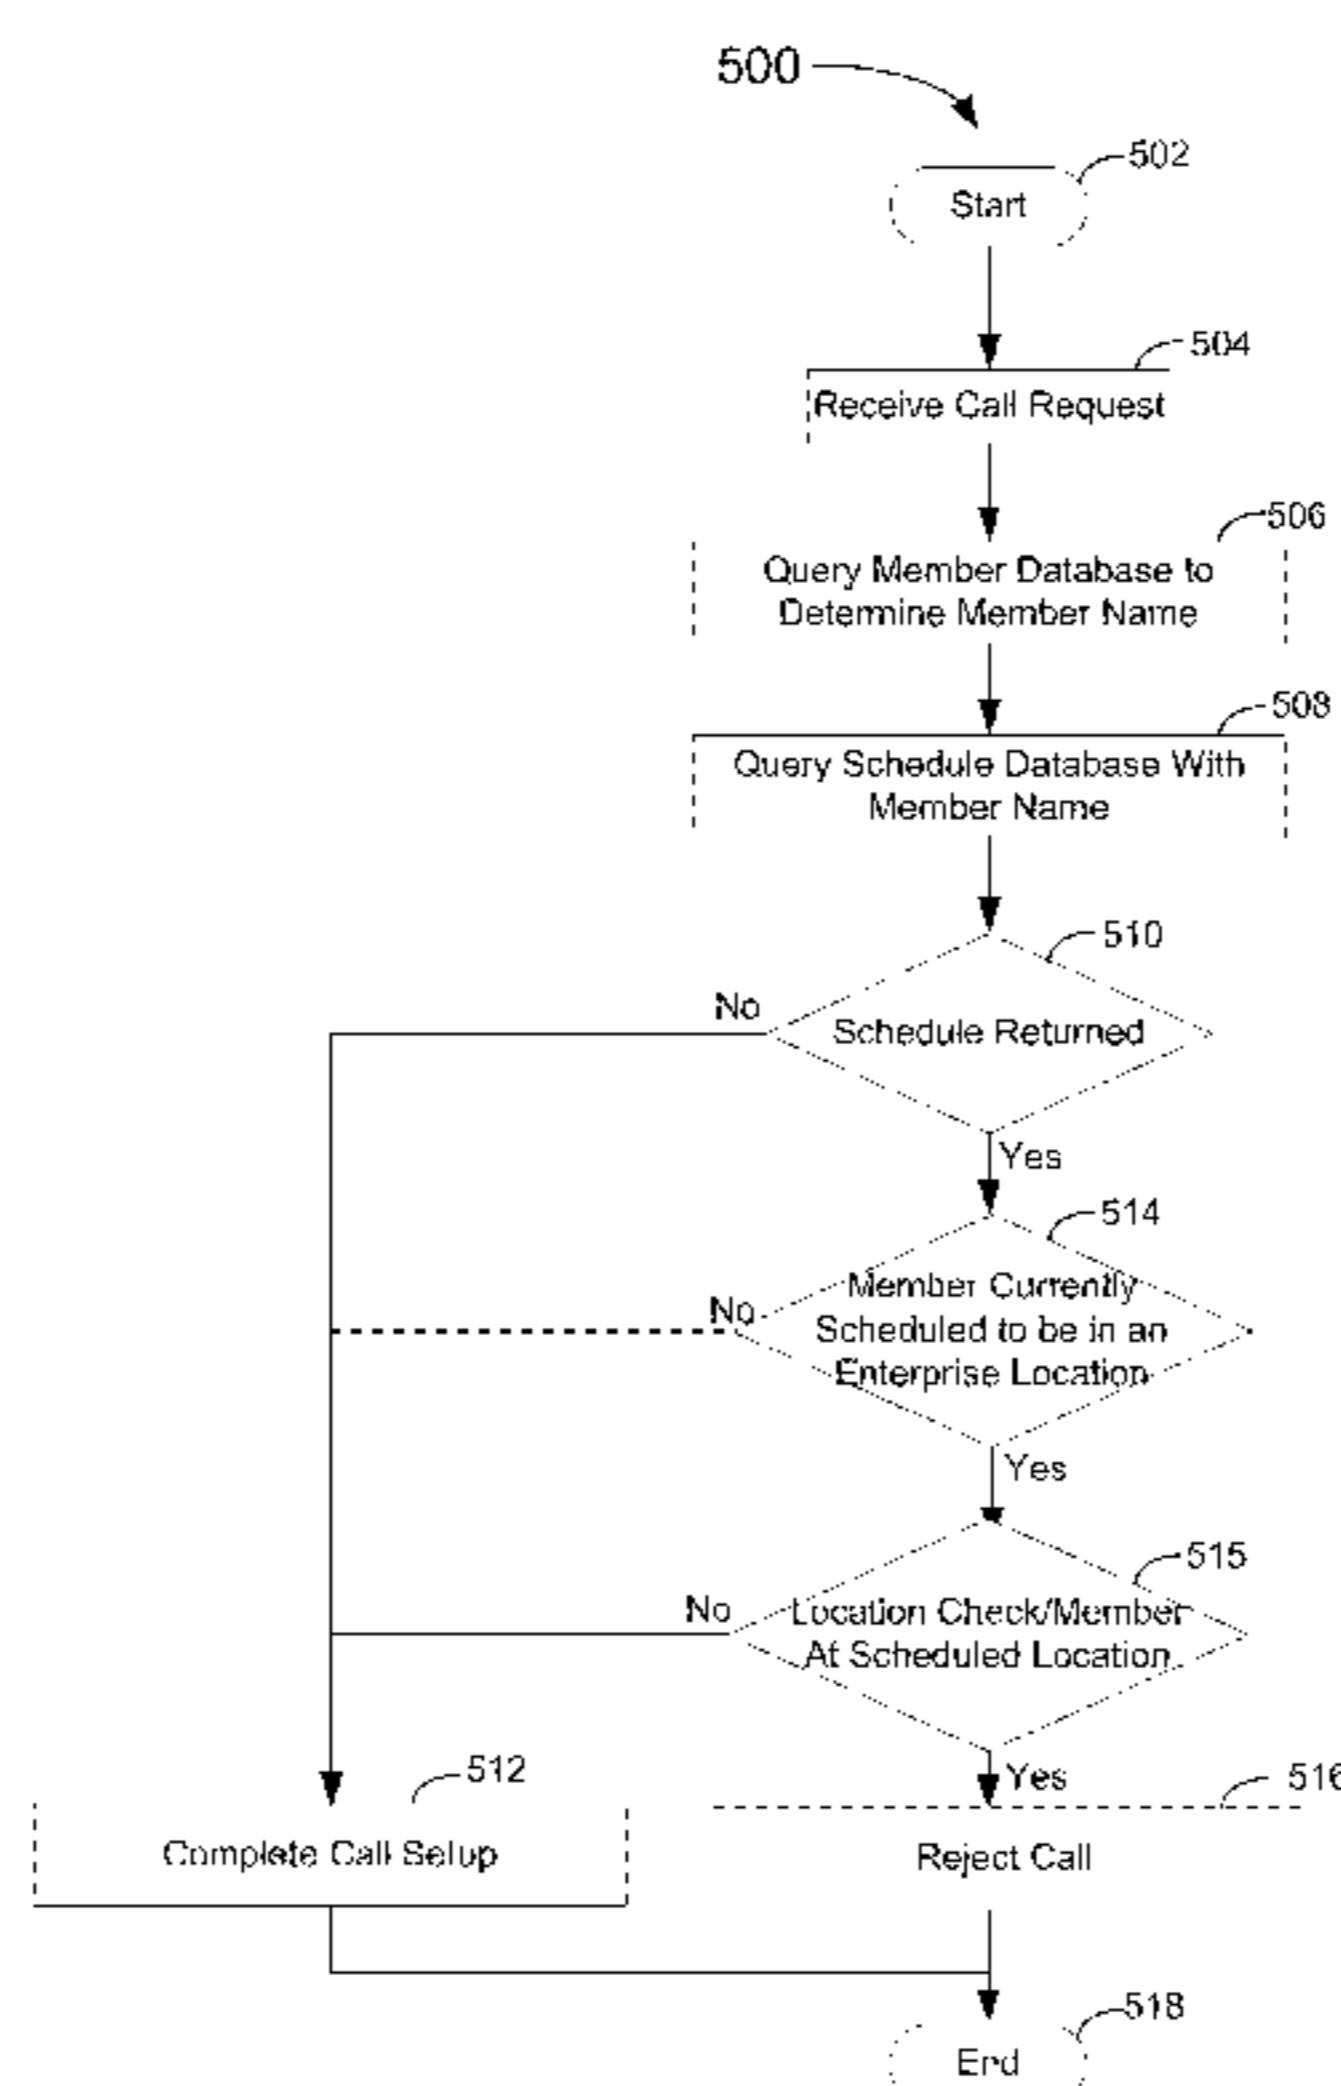 500
502
Start
504
Receive Call Request
506
Query Member Database to
Determine Member Name
508
Query Schedule Database With
Member Name
510
No
Schedule Returned
Yes
514
No
Member Currently
Scheduled to be in an
Enterprise Location
Yes
515
No
Location Check/Member
At Scheduled Location
Yes
512
516
Complete Call Setup
Reject Call
518
End